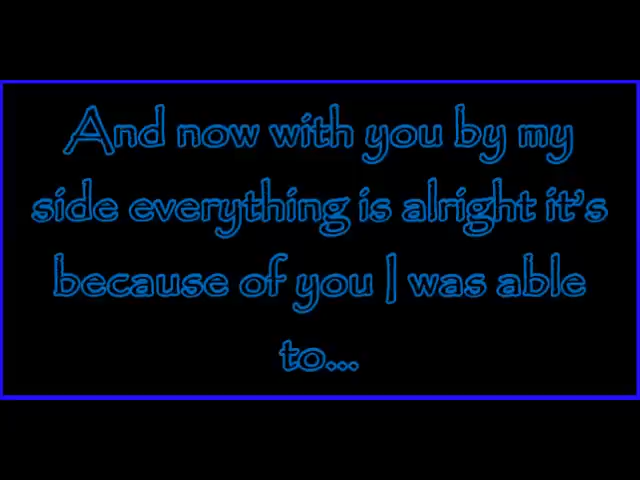 And now with you by my
side everything is alright it's
because of you I was able
to...